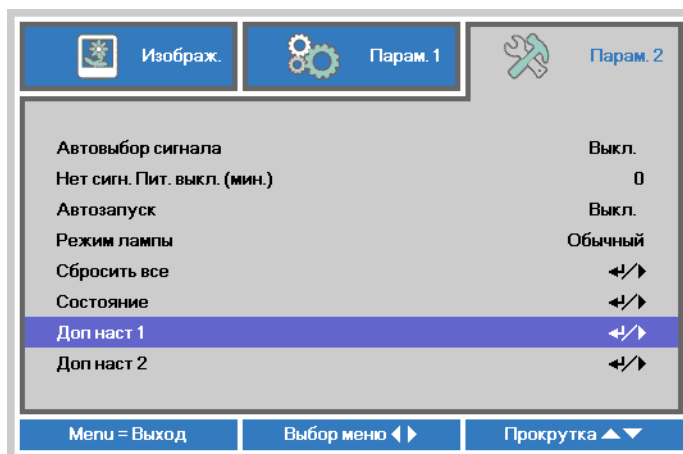 Изображ. Парам. 1 Парам. 2
Автовыбор сигнала Выкл.
Нет сигн. Пит. выкл. (мин.) 0
Автозапуск Выкл.
Режим лампы Обычный
Сбросить все
Состояние
Доп наст 1
Доп наст 2
Menu = Выход Выбор меню Прокрутка